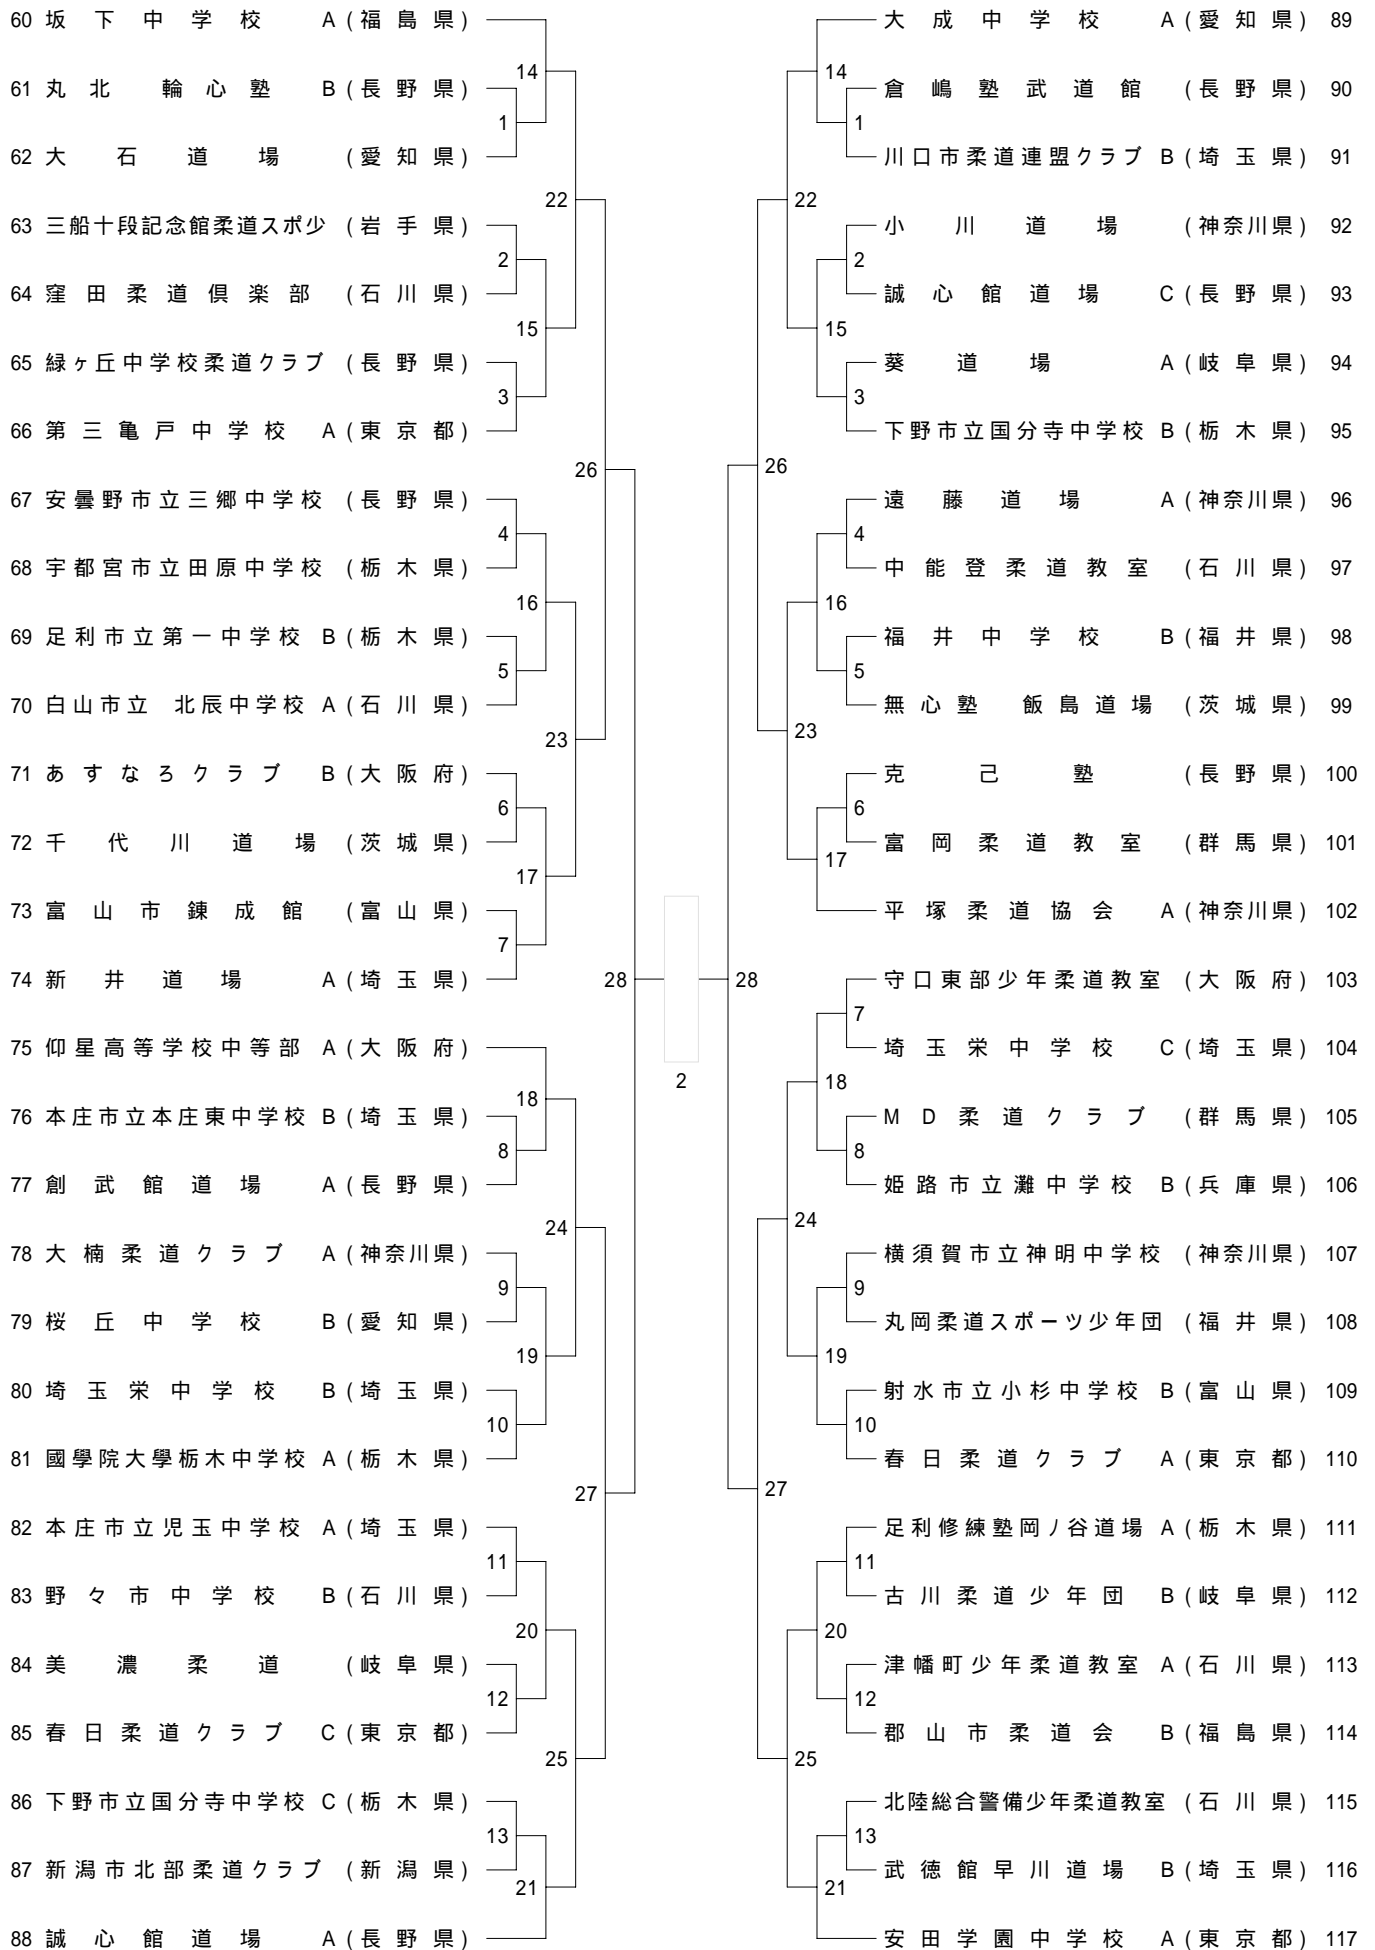 60 坂下中学校 A (福島県)
61 丸北 輪心塾 B (長野県)
62 大石道場 (愛知県)
63 三船十段記念館柔道スポ少 (岩手県)
64 窪田柔道倶楽部 (石川県)
65 緑ヶ丘中学校柔道クラブ (長野県)
66 第三亀戸中学校 A (東京都)
67 安曇野市立三郷中学校 (長野県)
68 宇都宮市立田原中学校 (栃木県)
69 足利市立第一中学校 B (栃木県)
70 白山市立 北辰中学校 A (石川県)
71 あすなろクラブ B (大阪府)
72 千代川道場 (茨城県)
73 富山市錬成館 (富山県)
74 新井道場 A (埼玉県)
75 仰星高等学校中等部 A (大阪府)
76 本庄市立本庄東中学校 B (埼玉県)
77 創武館道場 A (長野県)
78 大楠柔道クラブ A (神奈川県)
79 桜丘中学校 B (愛知県)
80 埼玉栄中学校 B (埼玉県)
81 國學院大學栃木中学校 A (栃木県)
82 本庄市立児玉中学校 A (埼玉県)
83 野々市中学校 B (石川県)
84 美濃柔道 (岐阜県)
85 春日柔道クラブ C (東京都)
86 下野市立国分寺中学校 C (栃木県)
87 新潟市北部柔道クラブ (新潟県)
88 誠心館道場 A (長野県)
14
1
22
2
15
3
26
4
16
5
23
6
17
7
28
18
8
24
9
19
10
27
11
20
12
25
13
21
2
14
1
22
2
15
3
26
4
16
5
23
6
17
28
7
18
8
24
9
19
10
27
11
20
12
25
13
21
大成中学校 A (愛知県) 89
倉嶋塾武道館 (長野県) 90
川口市柔道連盟クラブ B (埼玉県) 91
小川道場 (神奈川県) 92
誠心館道場 C (長野県) 93
葵道場 A (岐阜県) 94
下野市立国分寺中学校 B (栃木県) 95
遠藤道場 A (神奈川県) 96
中能登柔道教室 (石川県) 97
福井中学校 B (福井県) 98
無心塾 飯島道場 (茨城県) 99
克己塾 (長野県) 100
富岡柔道教室 (群馬県) 101
平塚柔道協会 A (神奈川県) 102
守口東部少年柔道教室 (大阪府) 103
埼玉栄中学校 C (埼玉県) 104
MD柔道クラブ (群馬県) 105
姫路市立灘中学校 B (兵庫県) 106
横須賀市立神明中学校 (神奈川県) 107
丸岡柔道スポーツ少年団 (福井県) 108
射水市立小杉中学校 B (富山県) 109
春日柔道クラブ A (東京都) 110
足利修練塾岡ノ谷道場 A (栃木県) 111
古川柔道少年団 B (岐阜県) 112
津幡町少年柔道教室 A (石川県) 113
郡山市柔道会 B (福島県) 114
北陸総合警備少年柔道教室 (石川県) 115
武徳館早川道場 B (埼玉県) 116
安田学園中学校 A (東京都) 117